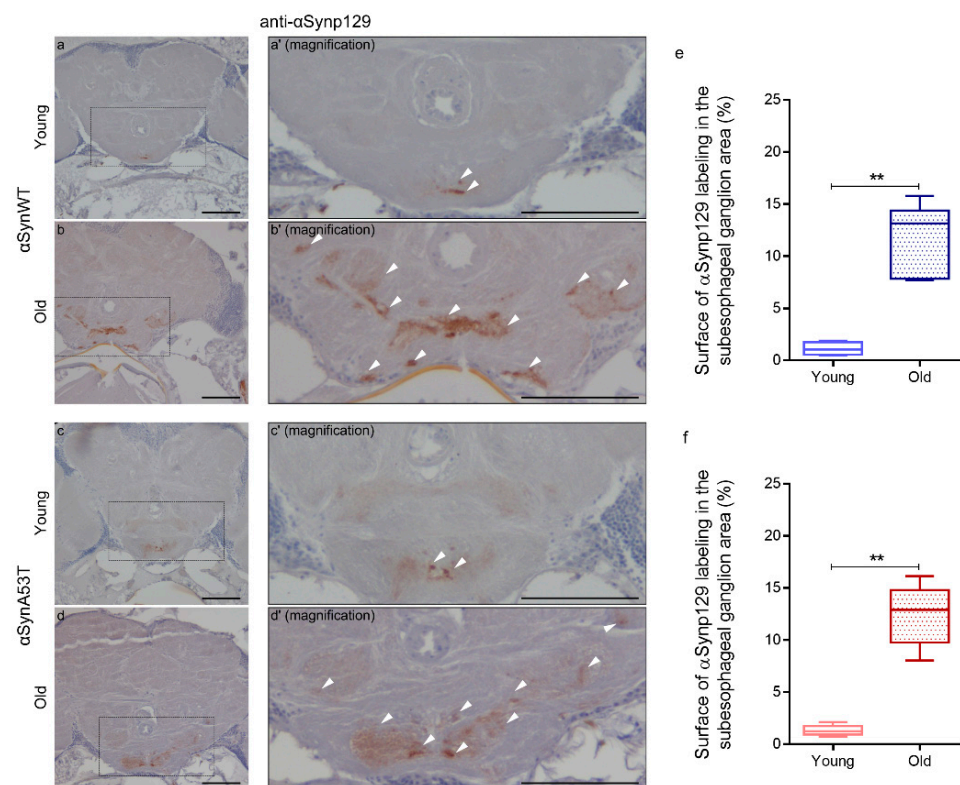 anti-αSynp129
a
a' (magnification)
Young
b
b' (magnification)
Old
αSynWT
c
c' (magnification)
Young
d
d' (magnification)
Old
αSynA53T
e
Surface of αSynp129 labeling in the
subesophageal ganglion area (%)
25
20
15
10
5
0
**
Young Old
f
Surface of αSynp129 labeling in the
subesophageal ganglion area (%)
25
20
15
10
5
0
**
Young Old